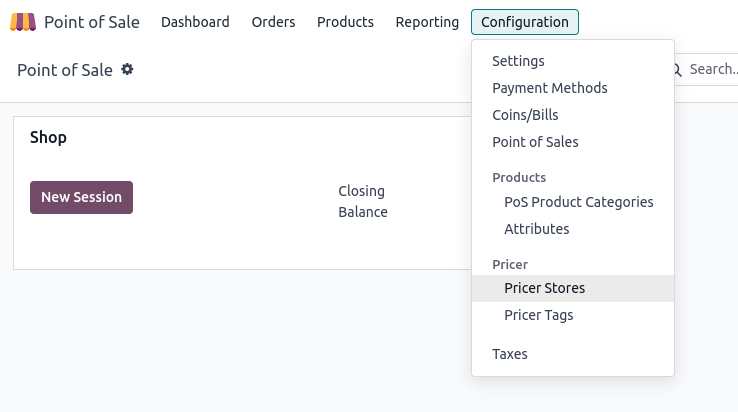 Point of Sale Dashboard Orders Products Reporting Configuration
Point of Sale
Search...
Shop
New Session
Closing
Balance
Settings
Payment Methods
Coins/Bills
Point of Sales
Products
PoS Product Categories
Attributes
Pricer
Pricer Stores
Pricer Tags
Taxes